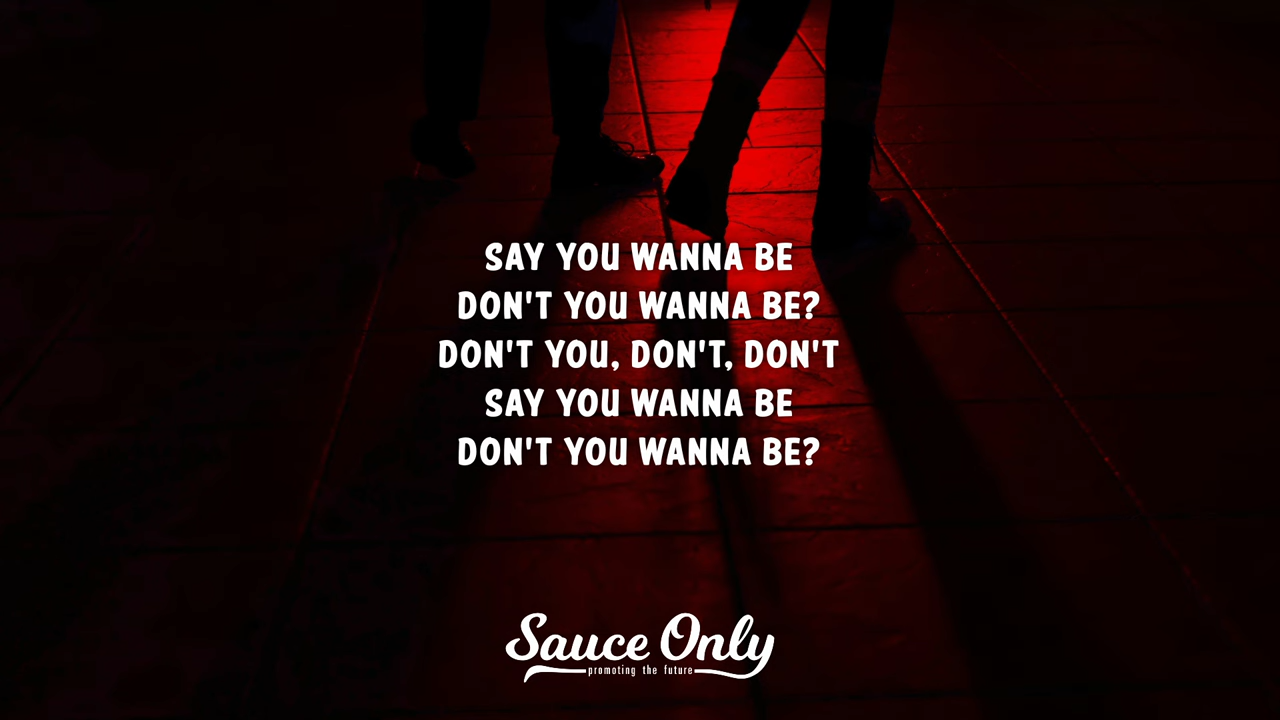 SAY YOU WANNA BE
DON'T YOU WANNA BE?
DON'T YOU, DON'T, DON'T
SAY YOU WANNA BE
DON'T YOU WANNA BE?
Sauce Only
promoting the future